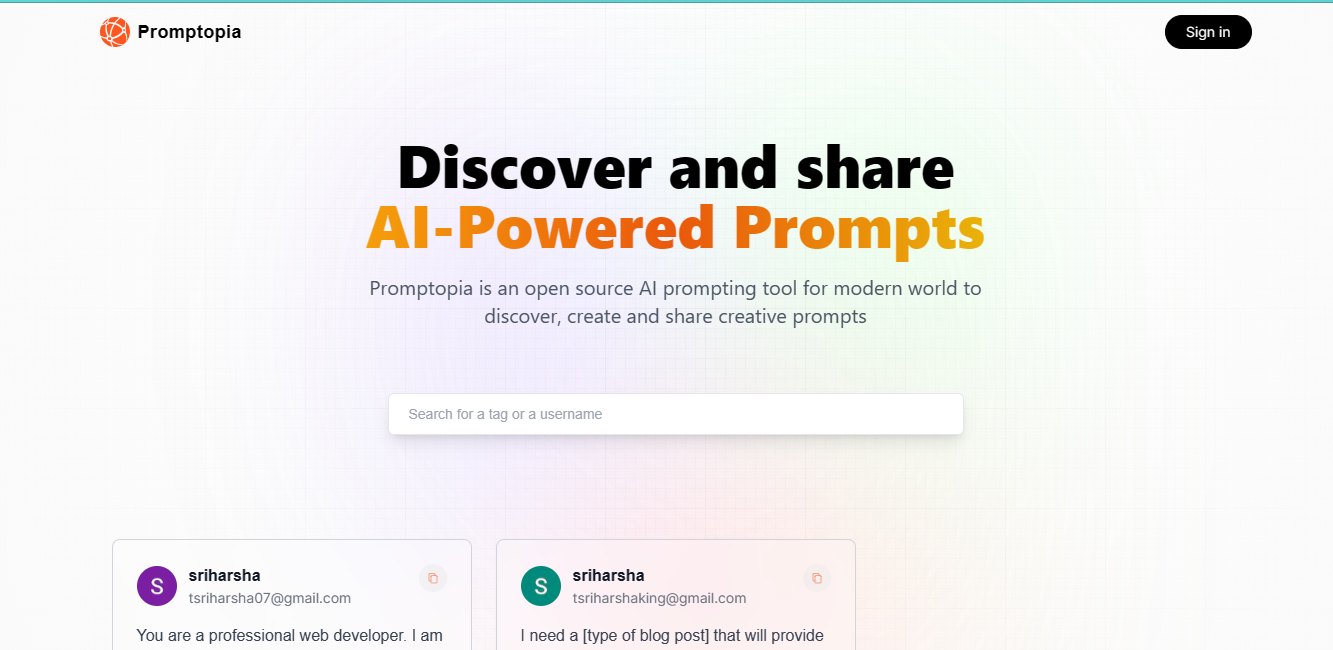 Promptopia
Sign in
Discover and share
AI-Powered Prompts
Promptopia is an open source AI prompting tool for modern world to
discover, create and share creative prompts
Search for a tag or a username
S
sriharsha
tsriharsha07@gmail.com
You are a professional web developer. I am
S
sriharsha
tsriharshaking@gmail.com
I need a [type of blog post] that will provide